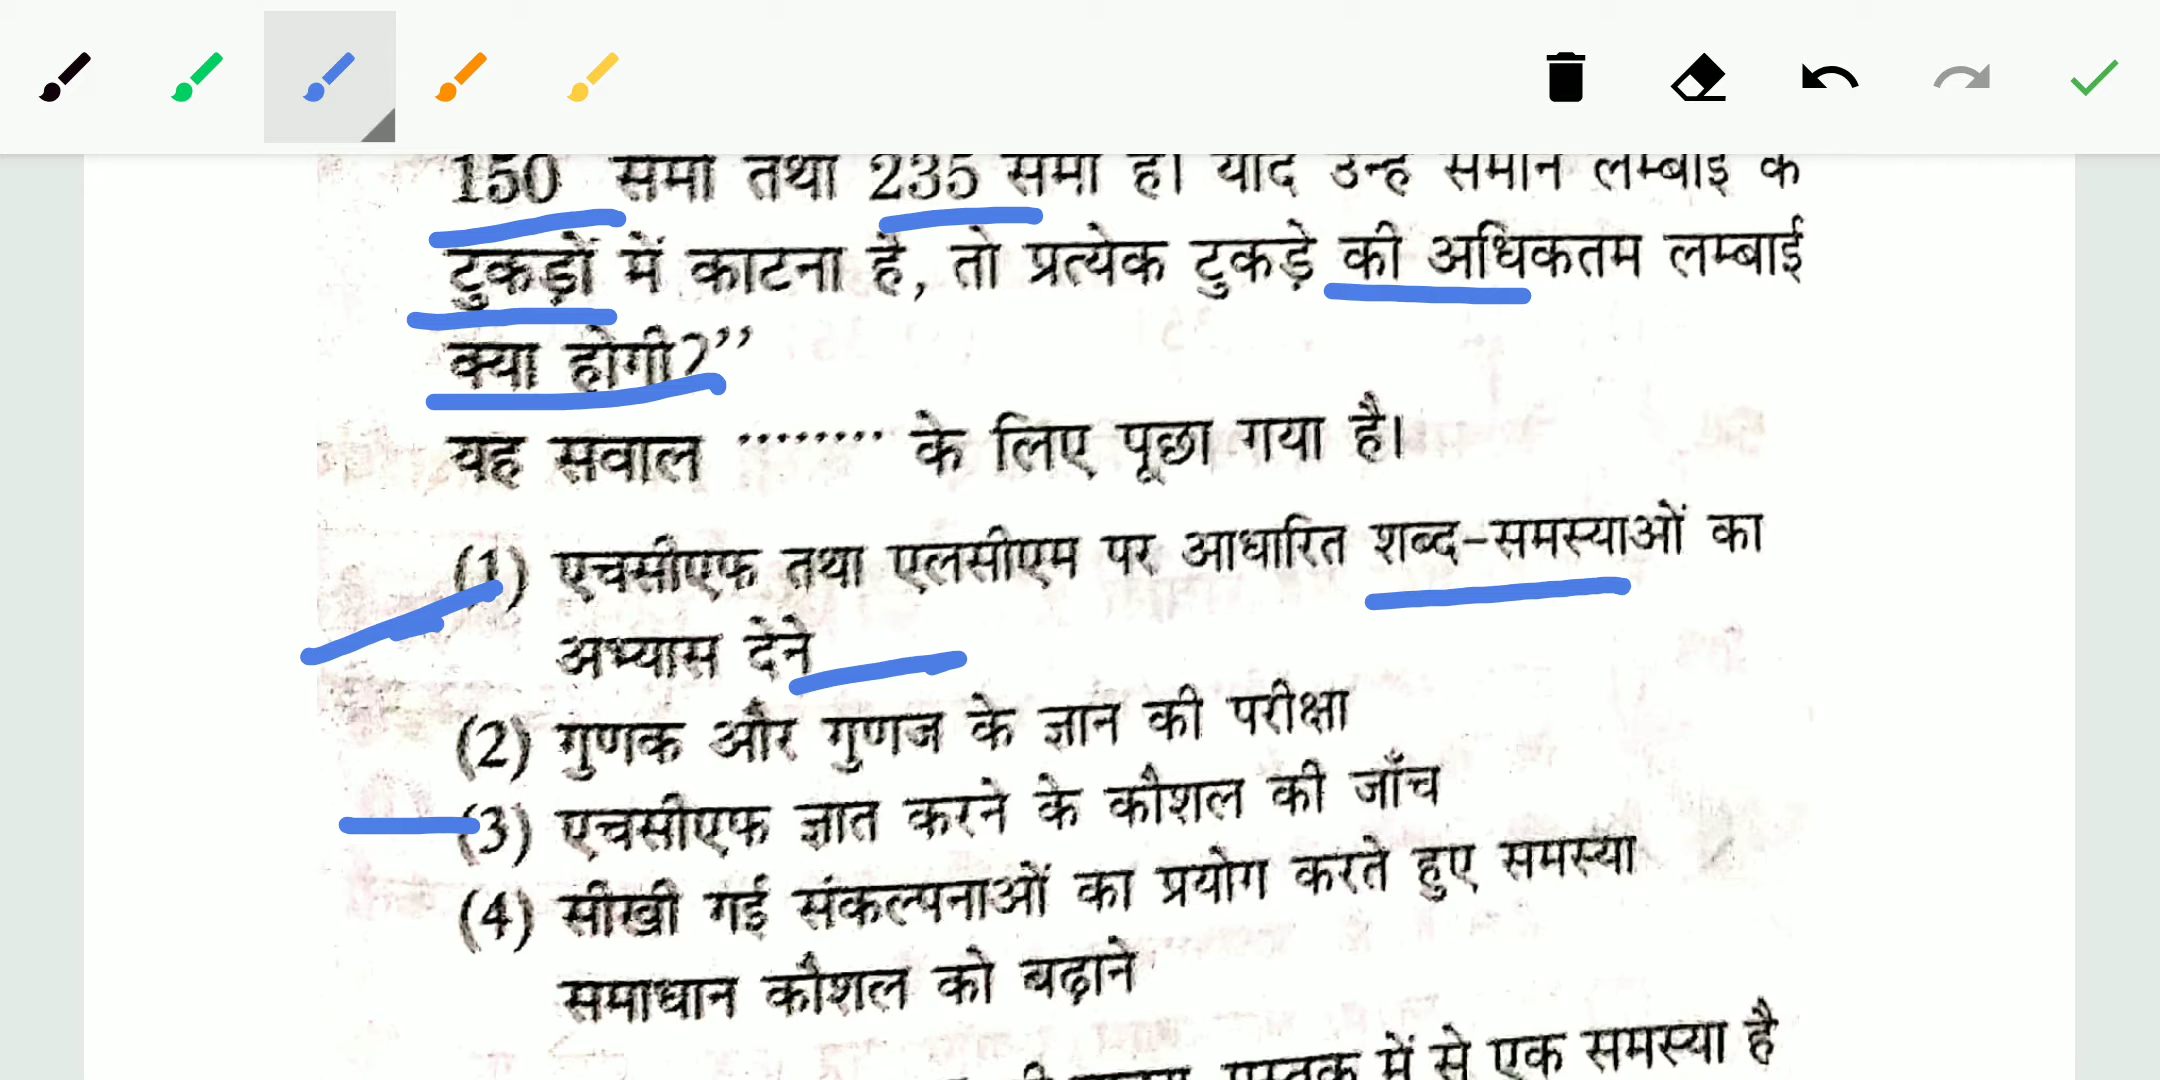 150 समा तथा 235 समी है। यदि उन्हें समान लम्बाई के
टुकड़ों में काटना है, तो प्रत्येक टुकड़े की अधिकतम लम्बाई
क्या होगी?”
यह सवाल ........ के लिए पूछा गया है।
(1) एचसीएफ तथा एलसीएम पर आधारित शब्द-समस्याओं का
अभ्यास देने
(2) गुणक और गुणज के ज्ञान की परीक्षा
(3) एचसीएफ ज्ञात करने के कौशल की जाँच
(4) सीखी गई संकल्पनाओं का प्रयोग करते हुए समस्या
समाधान कौशल को बढ़ाने
पुस्तक में से एक समस्या है